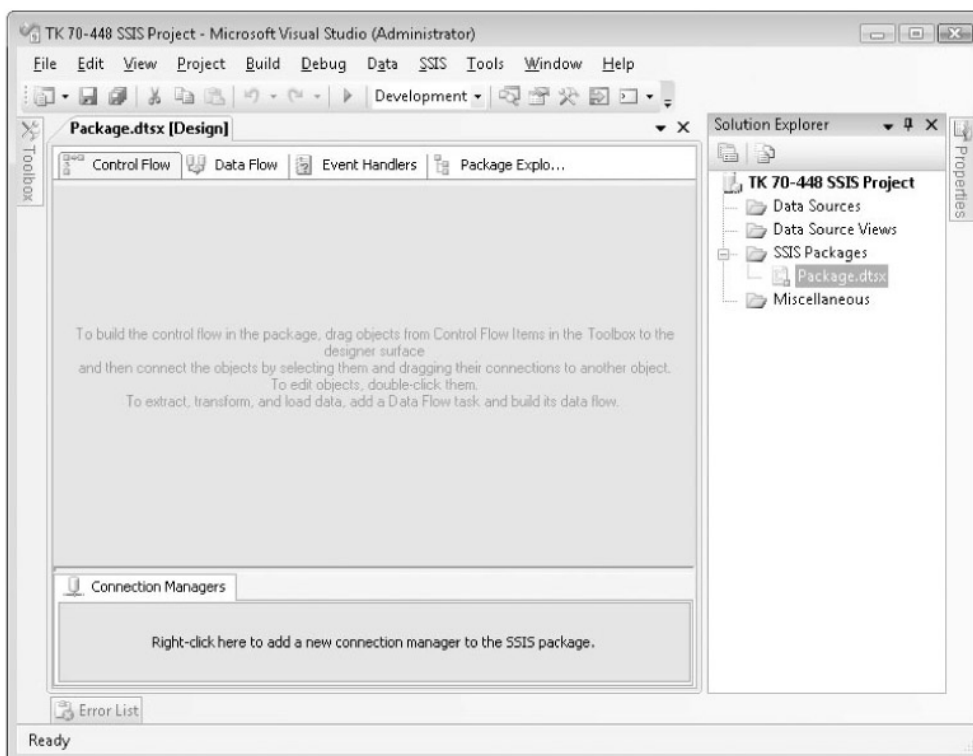 TK 70-448 SSIS Project - Microsoft Visual Studio (Administrator)
File Edit View Project Build Debug Data SSIS Tools Window Help
Development
Toolbox
Package.dtsx [Design]
Control Flow Data Flow Event Handlers Package Explo...
To build the control flow in the package, drag objects from Control Flow Items in the Toolbox to the
designer surface
and then connect the objects by selecting them and dragging their connections to another object.
To edit objects, double-click them.
To extract, transform, and load data, add a Data Flow task and build its data flow.
Connection Managers
Right-click here to add a new connection manager to the SSIS package.
Solution Explorer
TK 70-448 SSIS Project
Data Sources
Data Source Views
SSIS Packages
Package.dtsx
Miscellaneous
Properties
Error List
Ready